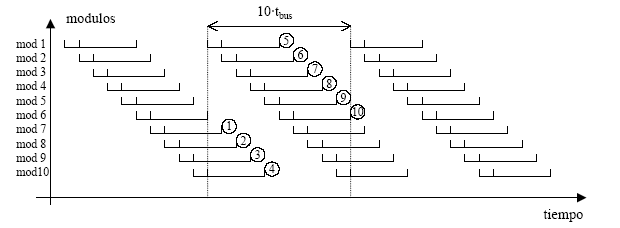 10·tbus
modulos
mod 1
5
mod 2
6
mod 3
7
mod 4
8
mod 5
9
mod 6
10
mod 7
1
mod 8
2
mod 9
3
mod10
4
tiempo